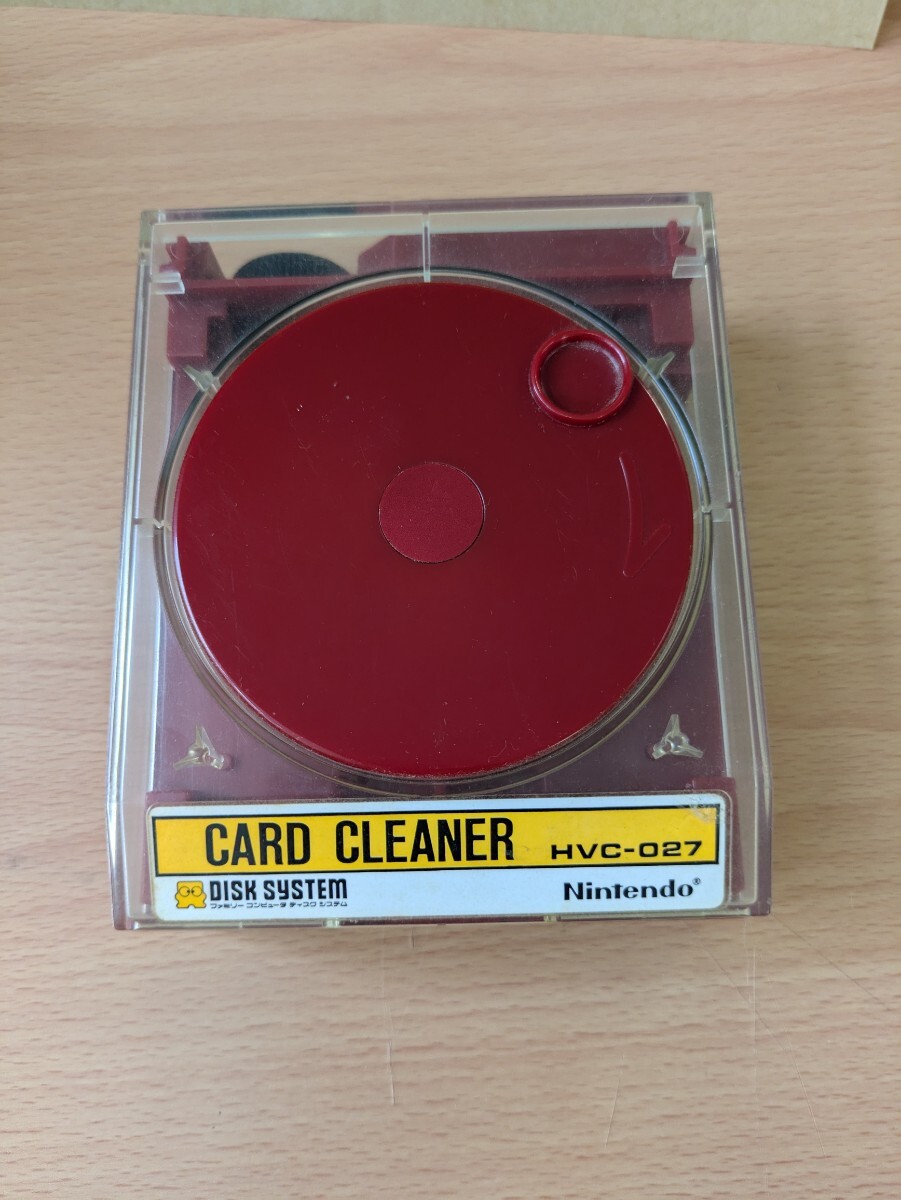 CARD CLEANER HVC-027
DISK SYSTEM
ファミリー コンピュータ ディスク システム
Nintendo®